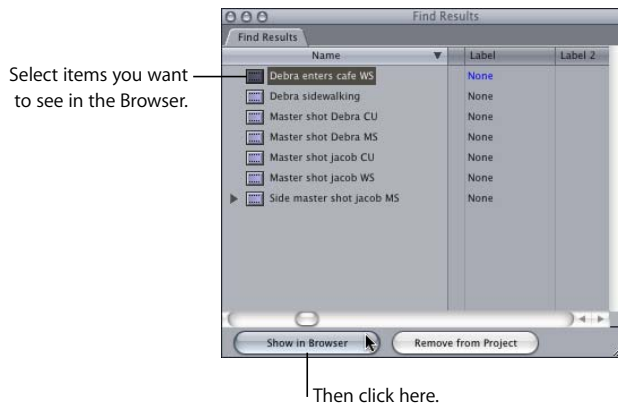 Find Results
Find Results
Name Label Label 2
Select items you want
to see in the Browser.
Debra enters cafe WS None
Debra sidewalking None
Master shot Debra CU None
Master shot Debra MS None
Master shot jacob CU None
Master shot jacob WS None
Side master shot jacob MS None
Show in Browser Remove from Project
Then click here.